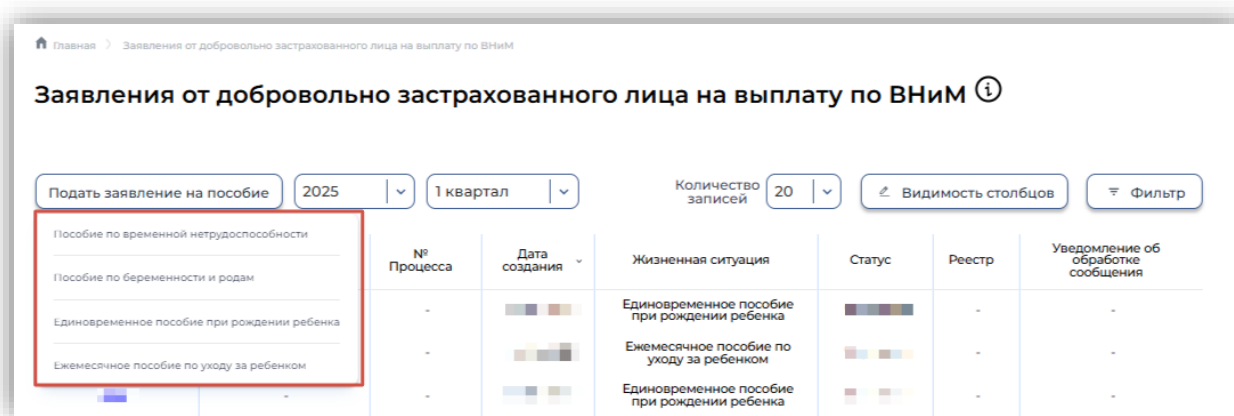 Главная > Заявления от добровольно застрахованного лица на выплату по ВНиМ
Заявления от добровольно застрахованного лица на выплату по ВНиМ
Подать заявление на пособие 2025 1 квартал Количество записей 20 Видимость столбцов Фильтр
Пособие по временной нетрудоспособности
Пособие по беременности и родам
Единовременное пособие при рождении ребенка
Ежемесячное пособие по уходу за ребенком
№ Процесса Дата создания Жизненная ситуация Статус Реестр Уведомление об обработке сообщения
- Единовременное пособие при рождении ребенка - -
- Ежемесячное пособие по уходу за ребенком - -
- - Единовременное пособие при рождении ребенка - -